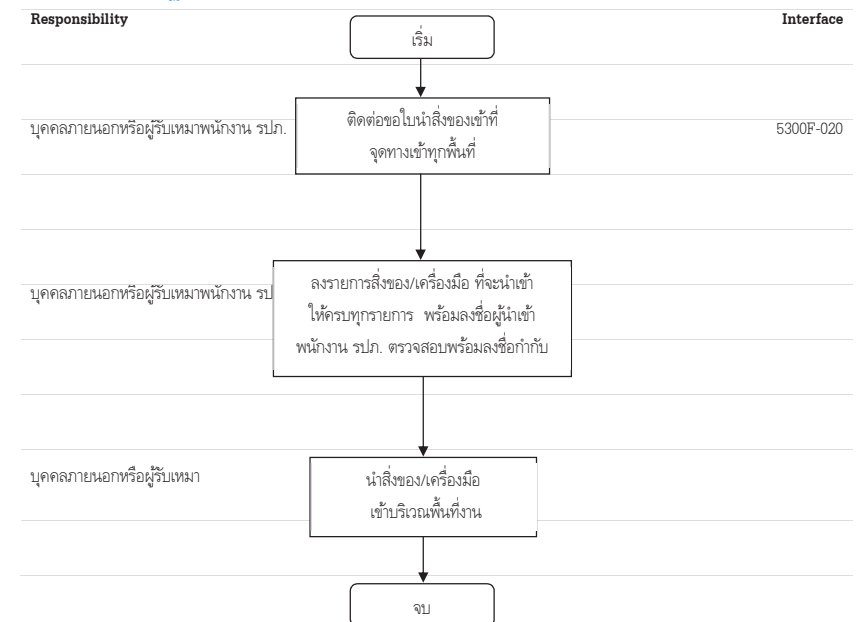 Responsibility
Interface
เริ่ม
ติดต่อขอใบนำสิ่งของเข้าที่
บุคคลภายนอกหรือผู้รับเหมาพนักงาน รปภ.
5300F-020
จุดทางเข้าทุกพื้นที่
ลงรายการสิ่งของ/เครื่องมือ ที่จะนำเข้า
บุคคลภายนอกหรือผู้รับเหมาพนักงาน รป
ให้ครบทุกรายการ พร้อมลงชื่อผู้นำเข้า
พนักงาน รปภ. ตรวจสอบพร้อมลงชื่อกำกับ
บุคคลภายนอกหรือผู้รับเหมา
นำสิ่งของ/เครื่องมือ
เข้าบริเวณพื้นที่งาน
จบ